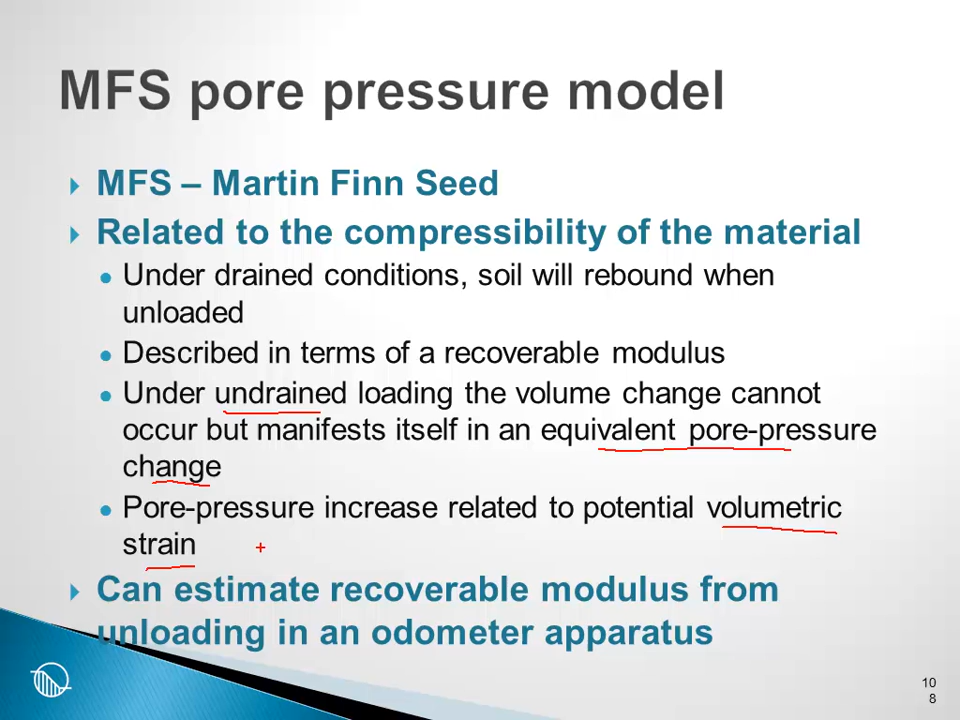 MFS pore pressure model
MFS – Martin Finn Seed
Related to the compressibility of the material
Under drained conditions, soil will rebound when
unloaded
Described in terms of a recoverable modulus
Under undrained loading the volume change cannot
occur but manifests itself in an equivalent pore-pressure
change
Pore-pressure increase related to potential volumetric
strain
Can estimate recoverable modulus from
unloading in an odometer apparatus
10
8